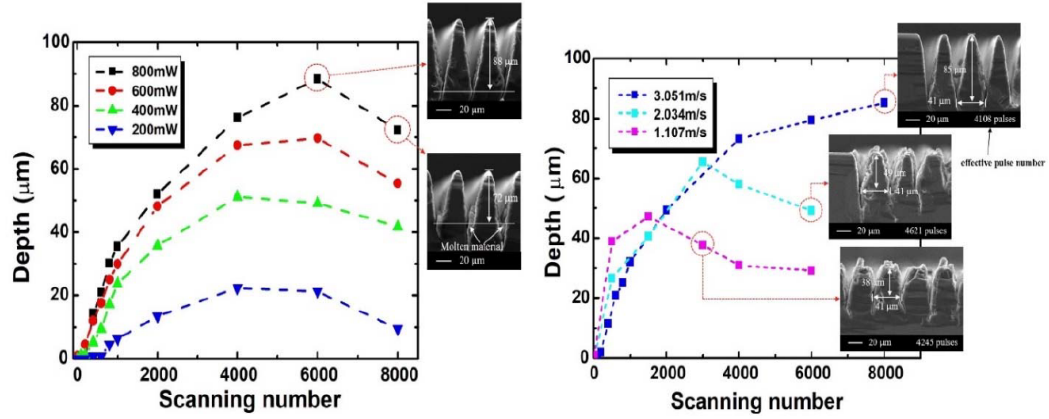 100
80
60
40
20
0
Depth (μm)
800mW
600mW
400mW
200mW
0 2000 4000 6000 8000
Scanning number
88 μm
20 μm
72 μm
Molten material
20 μm
100
80
60
40
20
0
Depth ( μm)
3.051m/s
2.034m/s
1.107m/s
0 2000 4000 6000 8000
Scanning number
85 μm
41 μm
20 μm
4108 pulses
effective pulse number
49 μm
41 μm
20 μm
4621 pulses
38 μm
41 μm
20 μm
4245 pulses